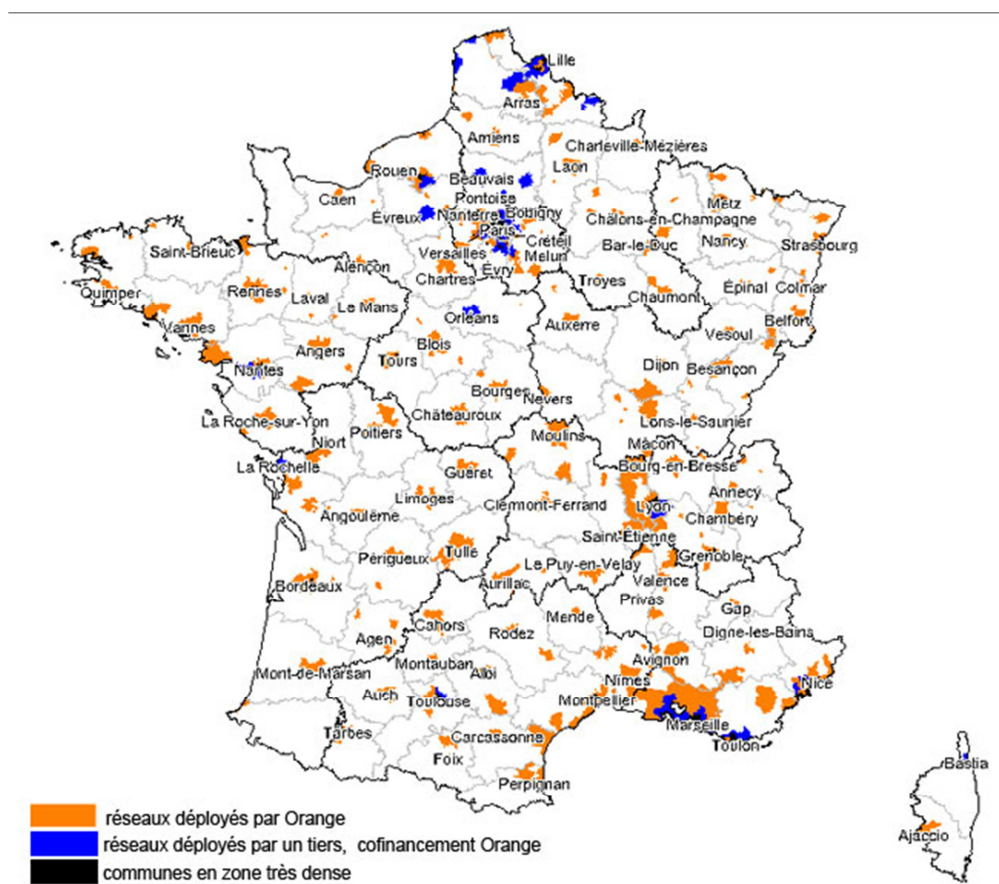 Lille
Arras
Amiens
Charleville-Mézières
Laon
Rouen
Beauvais
Caen
Pontoise
Metz
Évreux
Nanterre
Bobigny
Châlons-en-Champagne
Paris
Saint-Brieuc
Versailles
Créteil
Bar-le-Duc
Nancy
Strasbourg
Melun
Alençon
Évry
Chartres
Troyes
Quimper
Rennes
Laval
Chaumont
Épinal
Colmar
Le Mans
Orléans
Auxerre
Vannes
Belfort
Vesoul
Blois
Angers
Tours
Dijon
Besançon
Nantes
Bourges
Nevers
Châteauroux
La Roche-sur-Yon
Lons-le-Saunier
Poitiers
Niort
Moulins
Mâcon
La Rochelle
Guéret
Bourg-en-Bresse
Limoges
Clermont-Ferrand
Lyon
Annecy
Angoulême
Chambéry
Saint-Étienne
Périgueux
Tulle
Grenoble
Le Puy-en-Velay
Bordeaux
Aurillac
Valence
Privas
Gap
Mende
Cahors
Rodez
Digne-les-Bains
Agen
Avignon
Montauban
Mont-de-Marsan
Albi
Nîmes
Nice
Auch
Toulouse
Montpellier
Marseille
Tarbes
Carcassonne
Toulon
Foix
Bastia
Perpignan
Ajaccio
réseaux déployés par Orange
réseaux déployés par un tiers, cofinancement Orange
communes en zone très dense